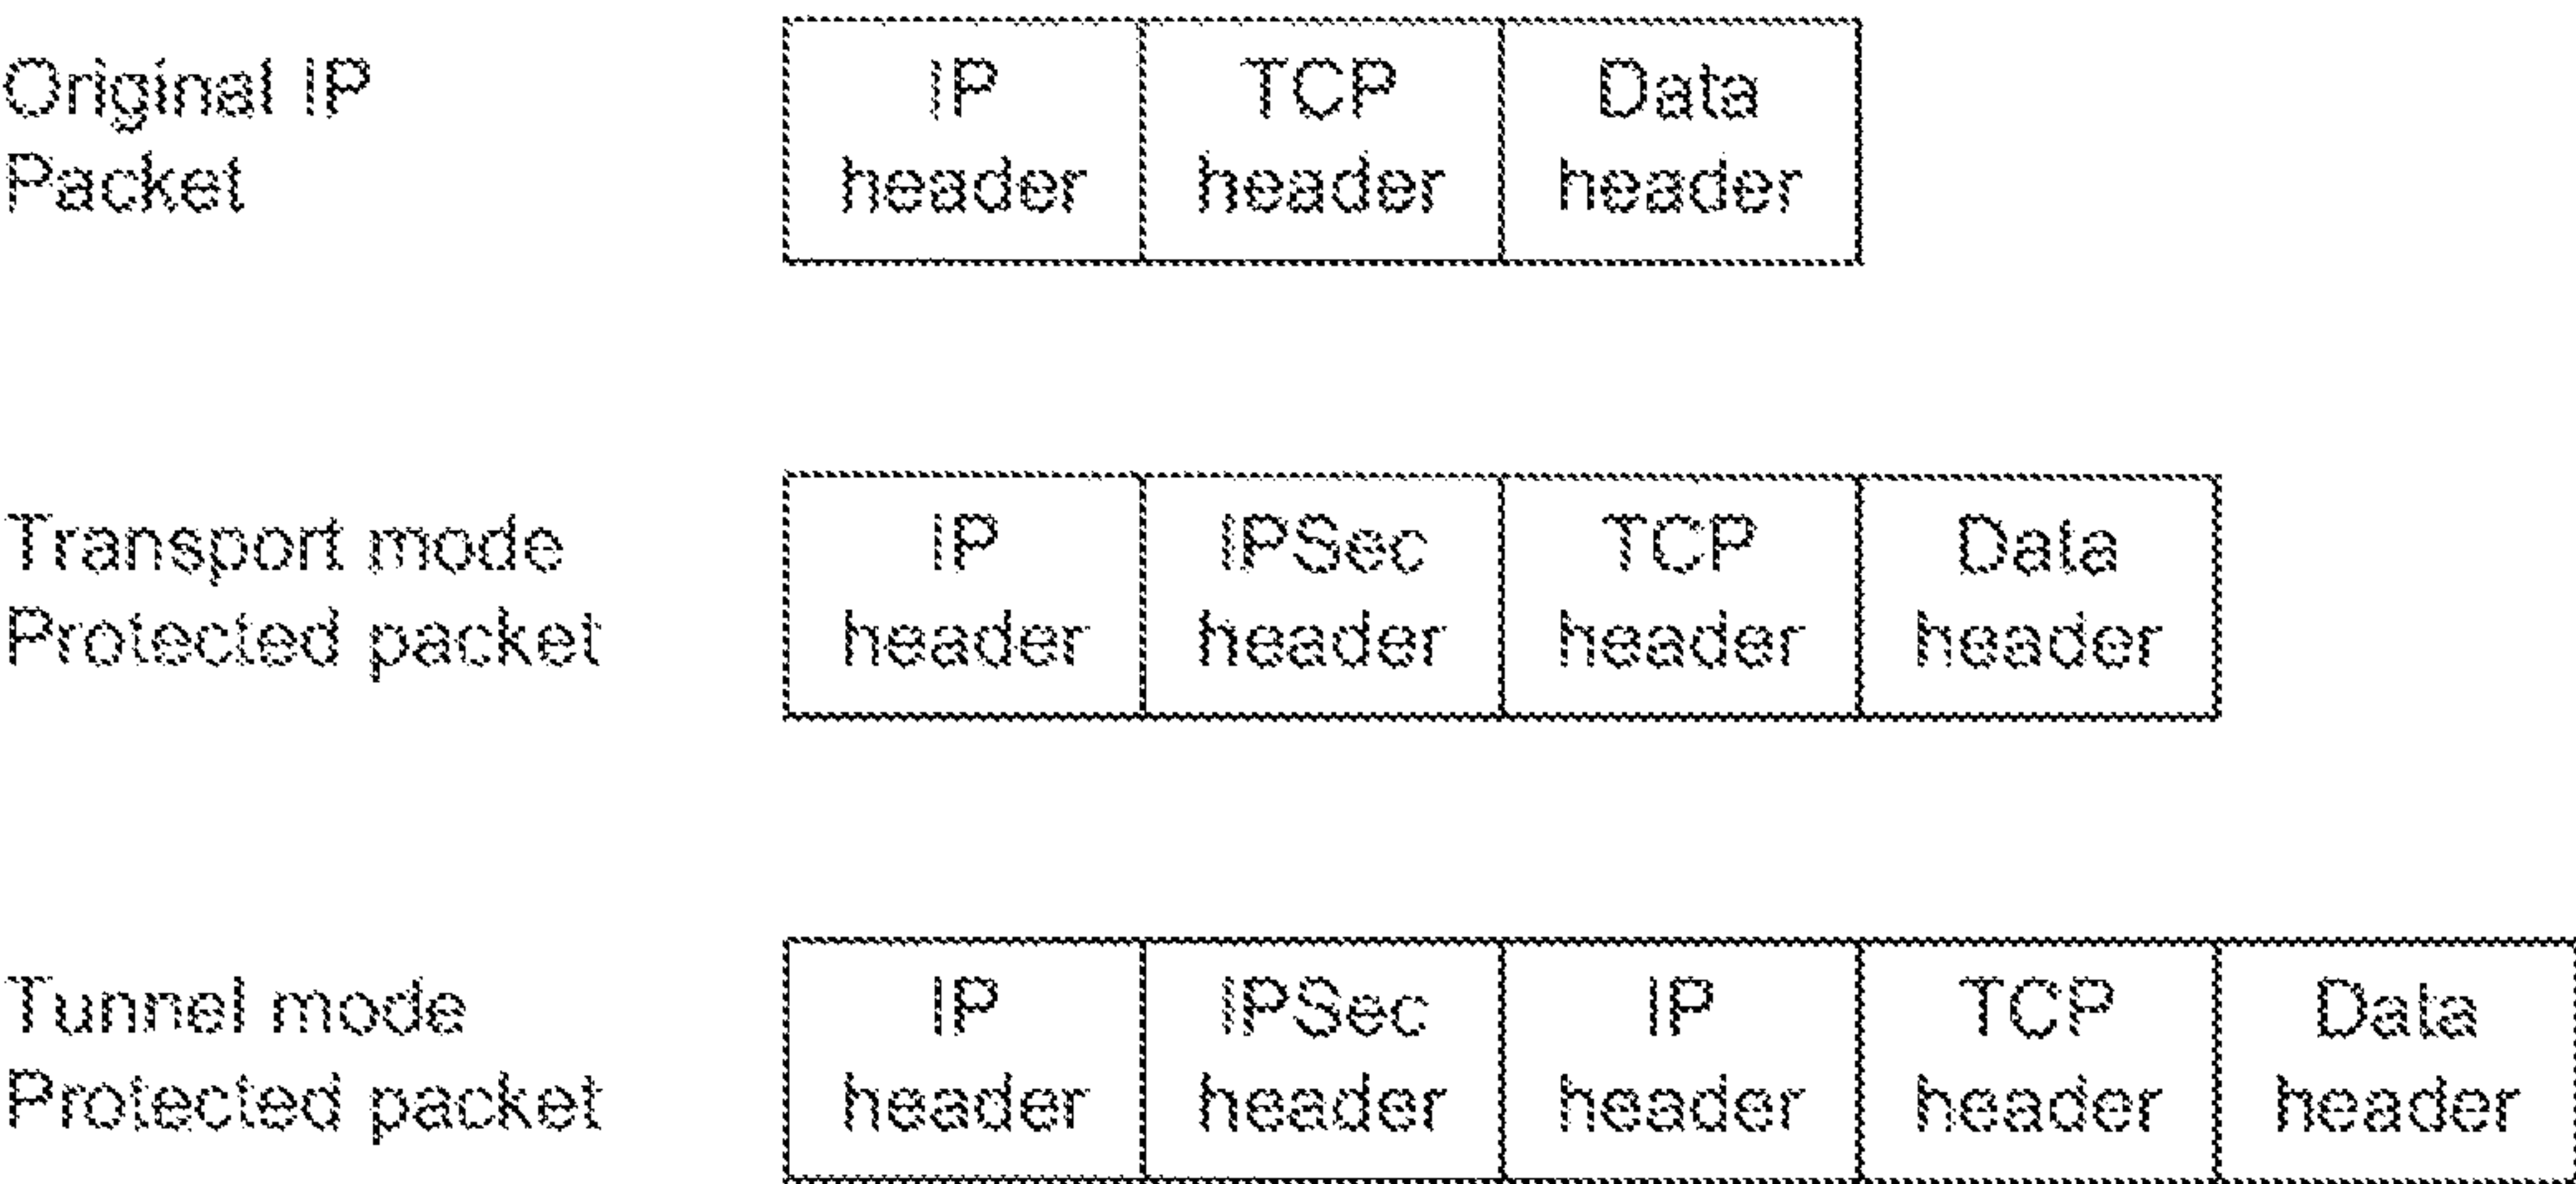 Original IP
Packet
IP
header
TCP
header
Data
header
Transport mode
Protected packet
IP
header
IPSec
header
TCP
header
Data
header
Tunnel mode
Protected packet
IP
header
IPSec
header
IP
header
TCP
header
Data
header